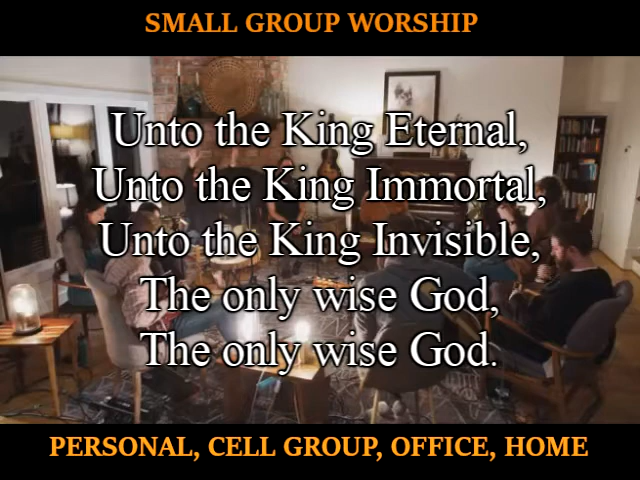 SMALL GROUP WORSHIP
Unto the King Eternal,
Unto the King Immortal,
Unto the King Invisible,
The only wise God,
The only wise God.
PERSONAL, CELL GROUP, OFFICE, HOME